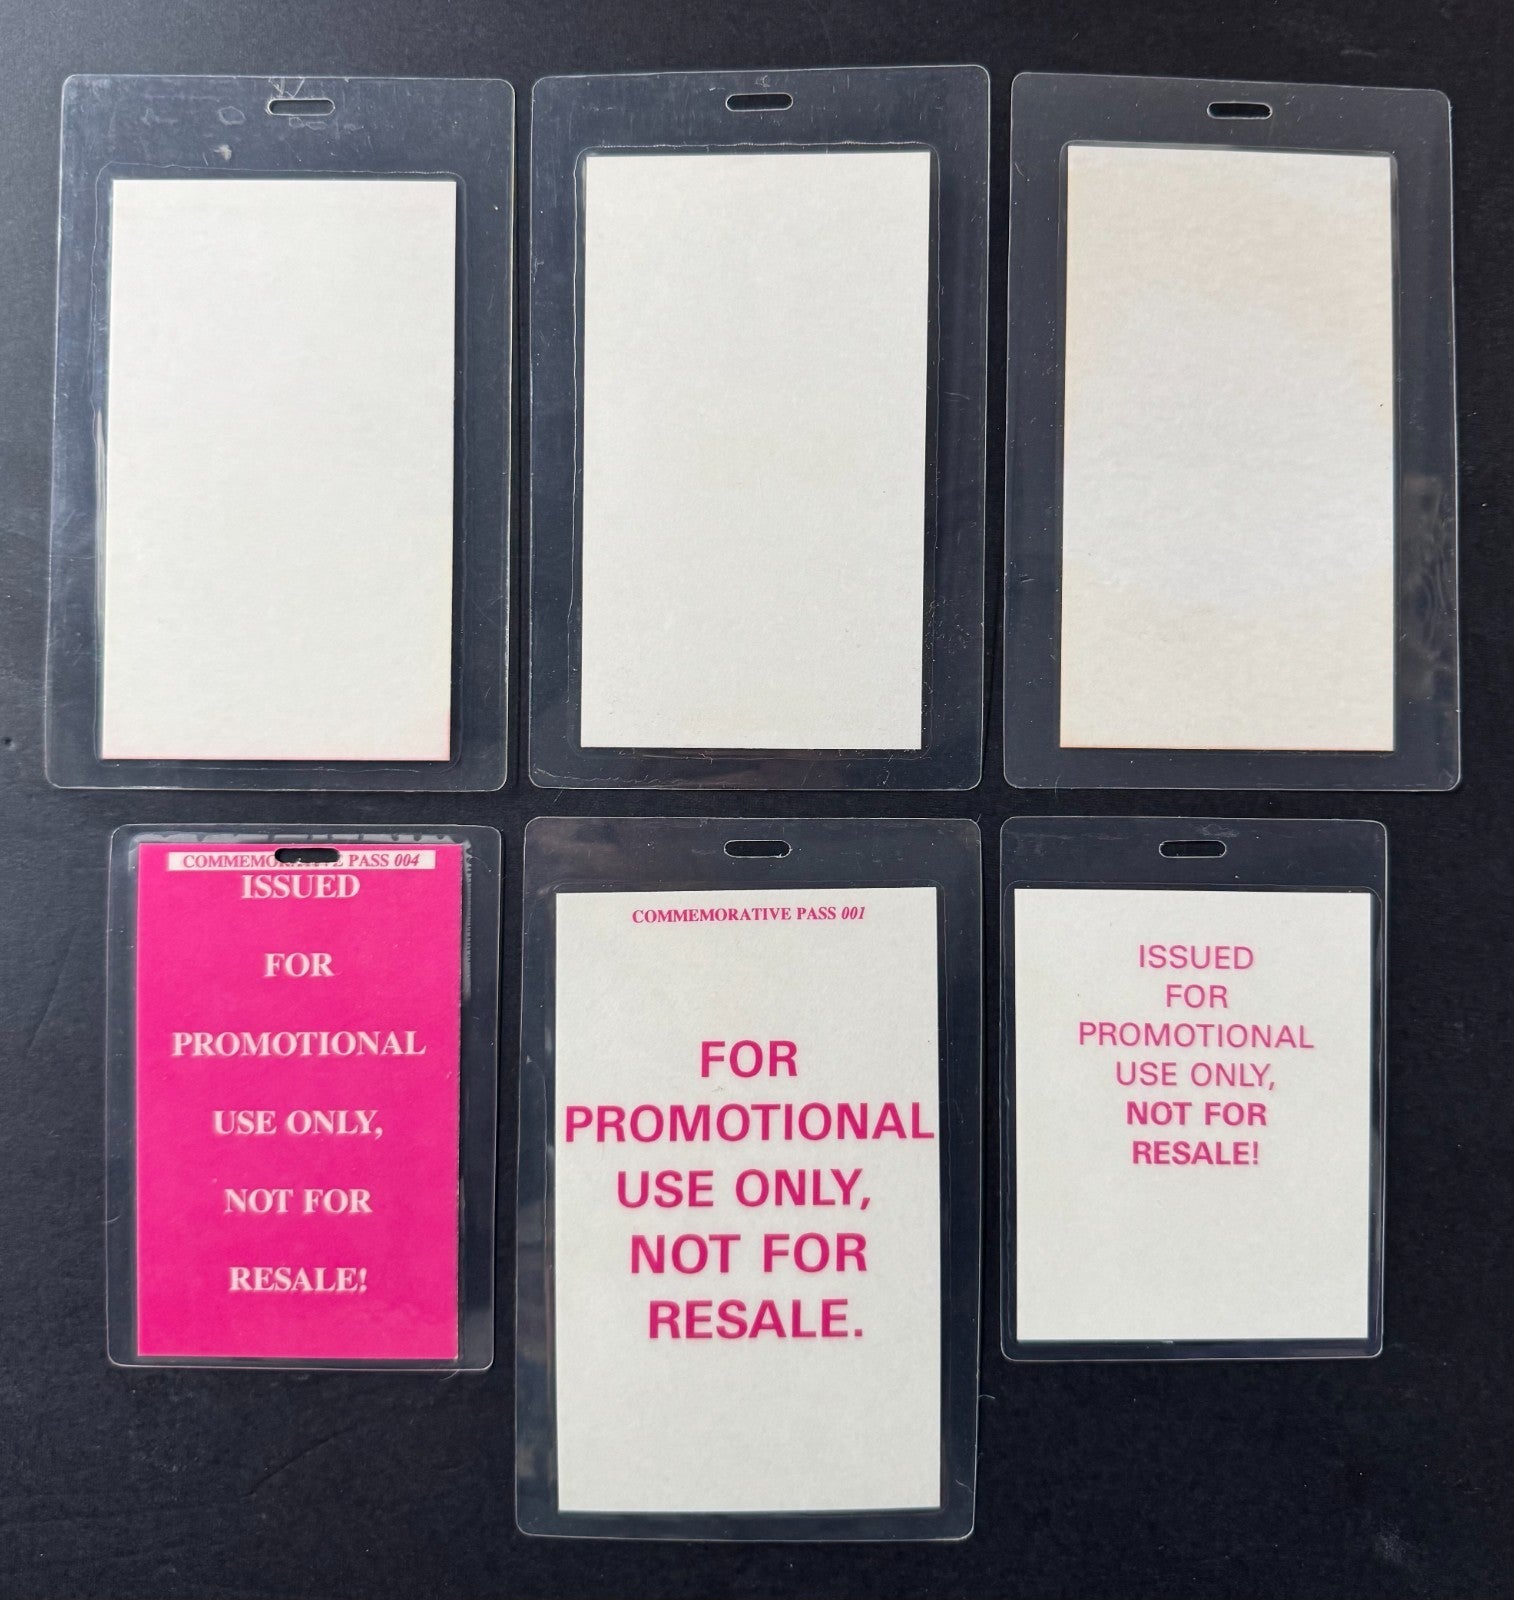 COMMEMORATIVE PASS 004
ISSUED
FOR
PROMOTIONAL
USE ONLY,
NOT FOR
RESALE!
COMMEMORATIVE PASS 001
FOR
PROMOTIONAL
USE ONLY,
NOT FOR
RESALE.
ISSUED
FOR
PROMOTIONAL
USE ONLY,
NOT FOR
RESALE!